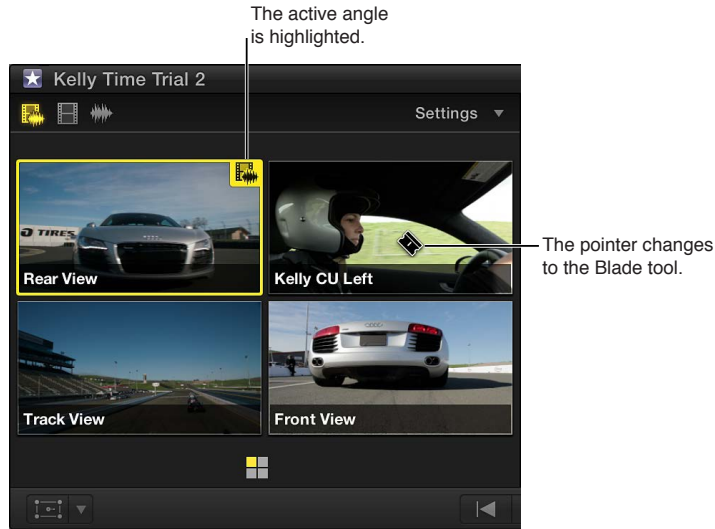 The active angle
is highlighted.
Kelly Time Trial 2
Settings
TIRES
Rear View
Kelly CU Left
The pointer changes
to the Blade tool.
Track View
Front View